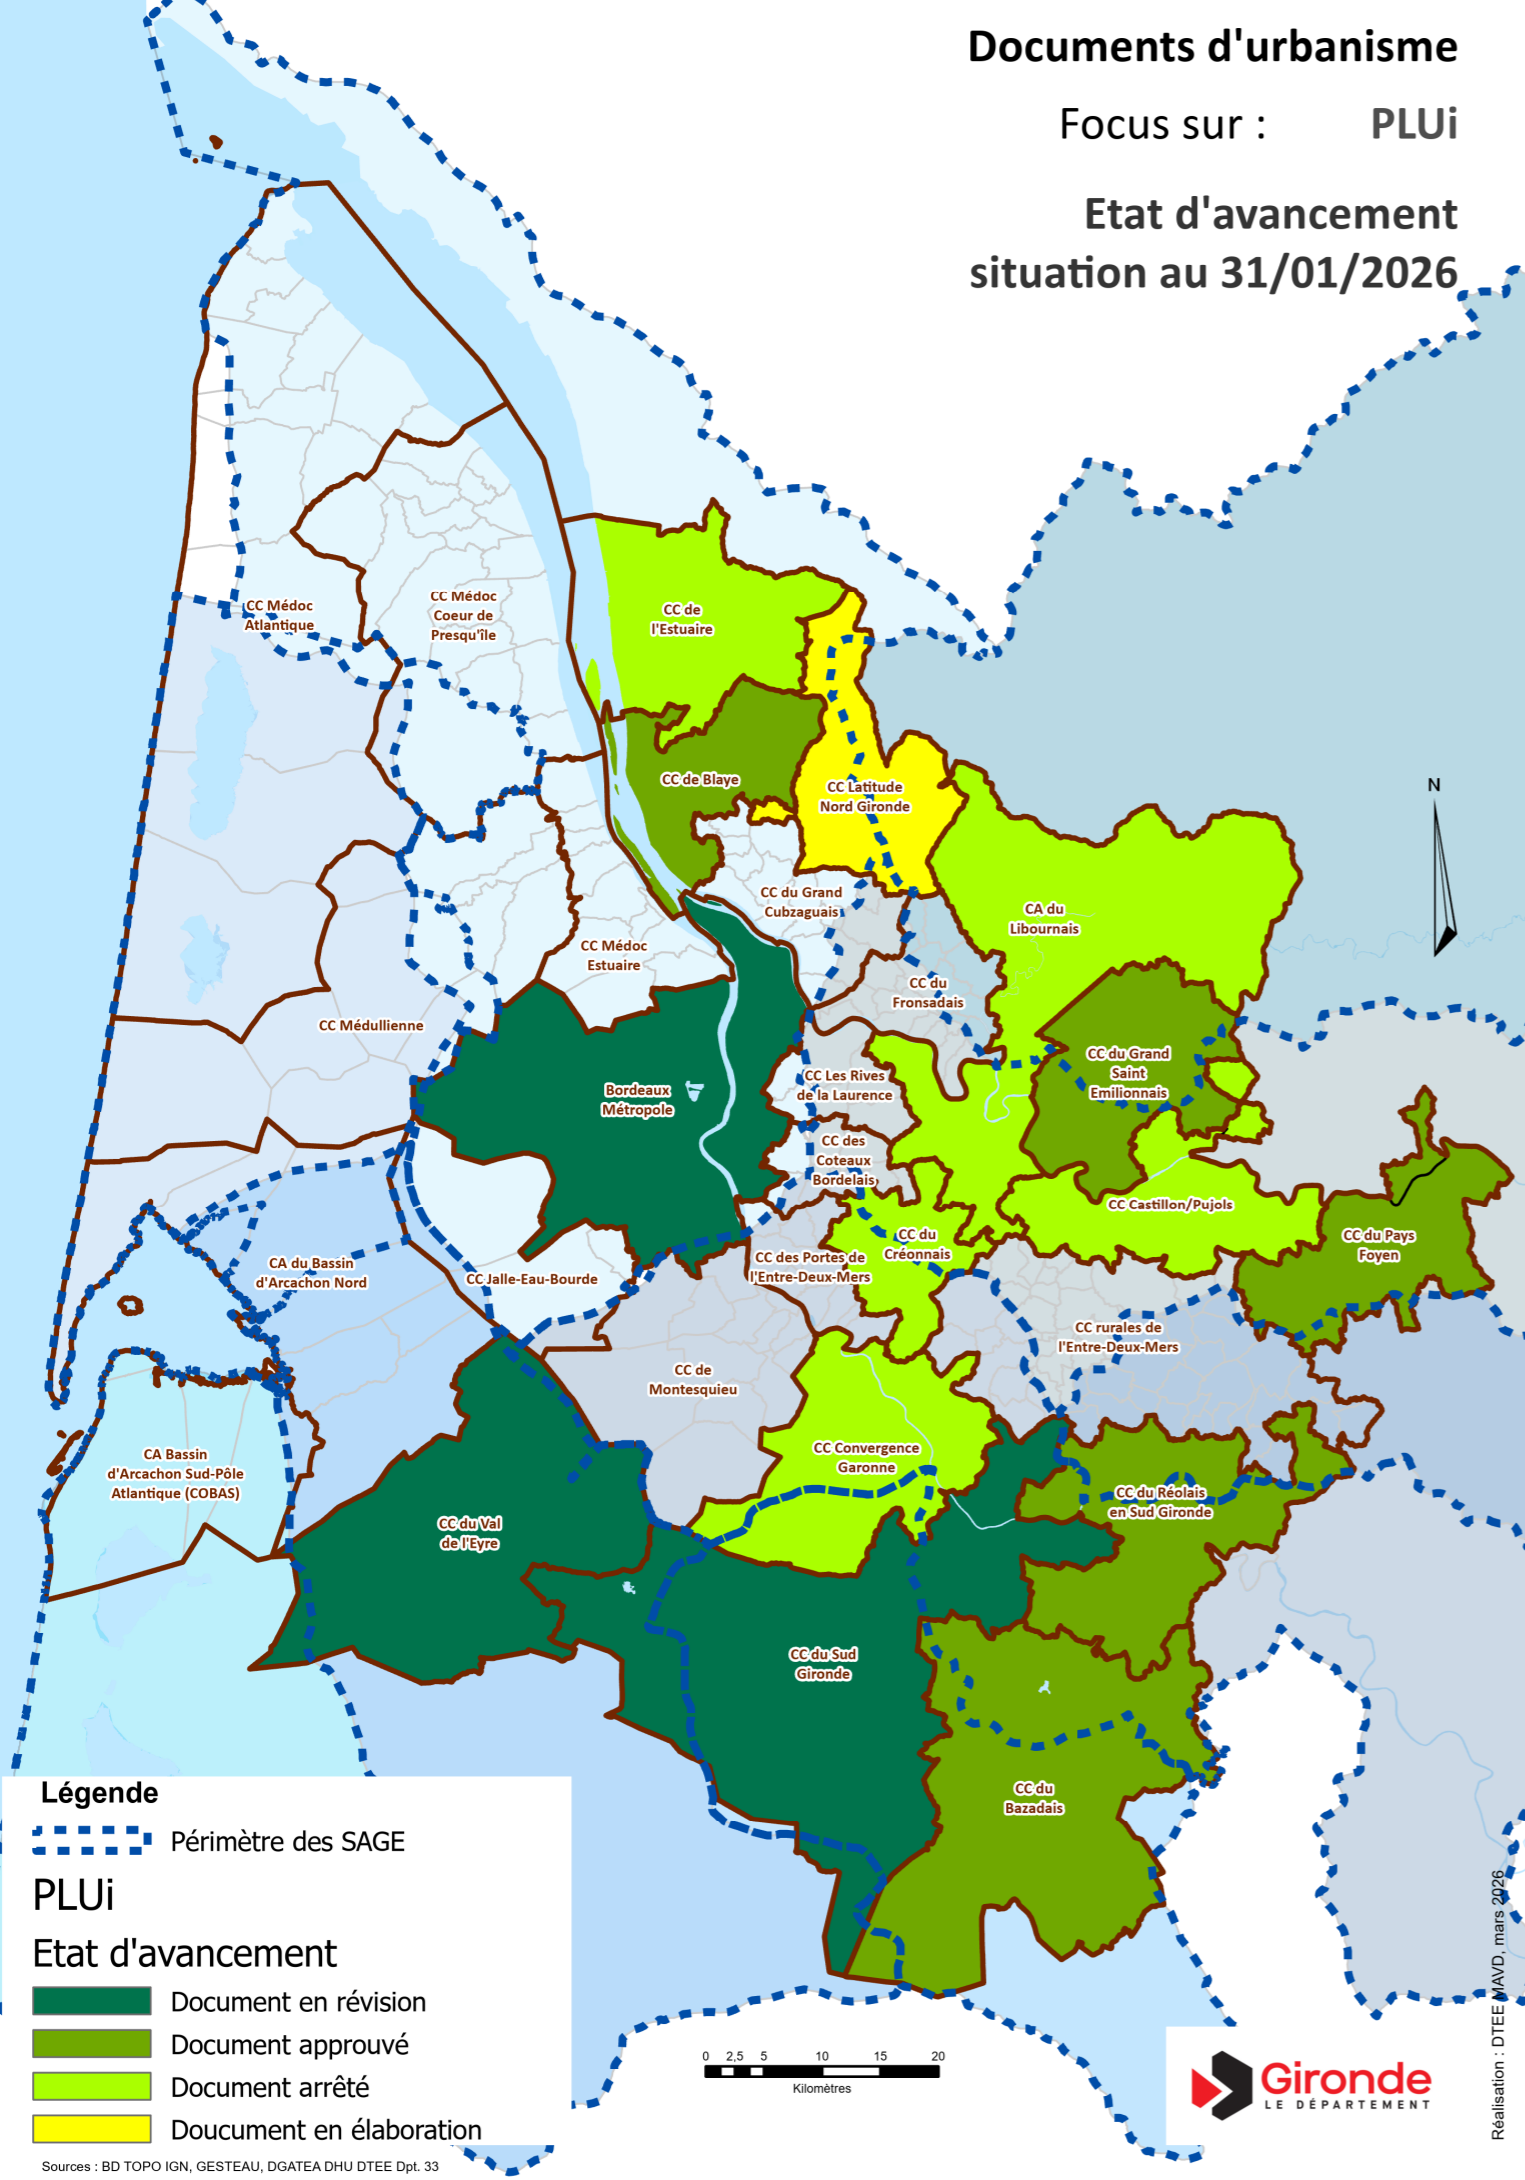 Documents d'urbanisme
Focus sur : PLUi
Etat d'avancement
situation au 31/01/2026
CC Médoc
Atlantique
CC Médoc
Coeur de
Presqu'île
CC de
l'Estuaire
CC de Blaye
CC Latitude
Nord Gironde
N
CC du Grand
Cubzaguais
CA du
Libournais
CC Médoc
Estuaire
CC du
Fronsadais
CC Médullienne
CC du Grand
Saint
Emilionnais
Bordeaux
Métropole
CC Les Rives
de la Laurence
CC des
Coteaux
Bordelais
CC Castillon/Pujols
CC du Pays
Foyen
CC du
Créonnais
CC des Portes de
l'Entre-Deux-Mers
CA du Bassin
d'Arcachon Nord
CC Jalle-Eau-Bourde
CC rurales de
l'Entre-Deux-Mers
CC de
Montesquieu
CA Bassin
d'Arcachon Sud-Pôle
Atlantique (COBAS)
CC Convergence
Garonne
CC du Réolais
en Sud Gironde
CC du Val
de l'Eyre
CC du Sud
Gironde
CC du
Bazadais
Légende
Périmètre des SAGE
PLUi
Etat d'avancement
Document en révision
Document approuvé
Document arrêté
Doucument en élaboration
Sources : BD TOPO IGN, GESTEAU, DGATEA DHU DTEE Dpt. 33
0 2,5 5 10 15 20
Kilomètres
Gironde
LE DÉPARTEMENT
Réalisation : DTEE MAVD, mars 2026